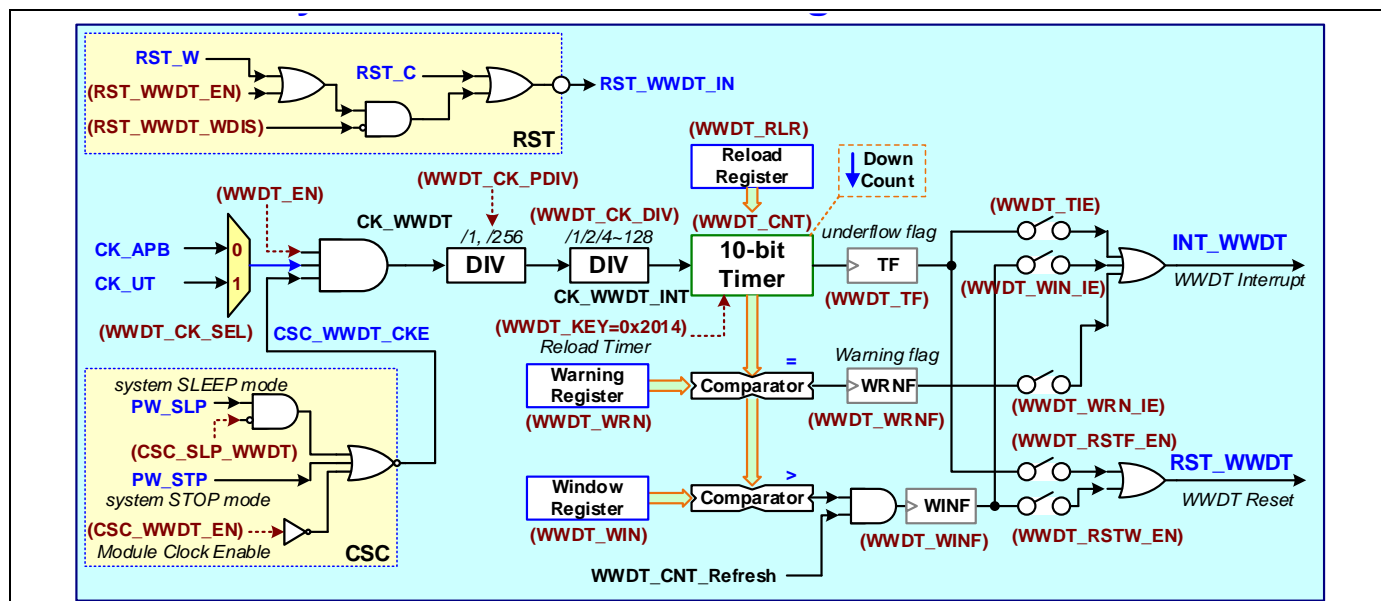 RST_W
(RST_WWDT_EN)
(RST_WWDT_WDIS)
RST_C
RST_WWDT_IN
RST
(WWDT_RLR)
Reload
Register
Down
Count
(WWDT_EN)
(WWDT_CK_PDIV)
CK_WWDT
(WWDT_CK_DIV)
(WWDT_CNT)
/1, /256
/1/2/4~128
underflow flag
(WWDT_TIE)
CK_APB
0
CK_UT
1
DIV
DIV
10-bit
Timer
TF
INT_WWDT
WWDT Interrupt
(WWDT_WIN_IE)
CK_WWDT_INT
(WWDT_TF)
(WWDT_CK_SEL)
CSC_WWDT_CKE
(WWDT_KEY=0x2014)
Reload Timer
system SLEEP mode
PW_SLP
(CSC_SLP_WWDT)
PW_STP
system STOP mode
(CSC_WWDT_EN)
Module Clock Enable
CSC
Warning
Register
(WWDT_WRN)
=
Comparator
Warning flag
WRNF
(WWDT_WRNF)
(WWDT_WRN_IE)
(WWDT_RSTF_EN)
RST_WWDT
WWDT Reset
Window
Register
(WWDT_WIN)
>
Comparator
WINF
(WWDT_WINF)
(WWDT_RSTW_EN)
WWDT_CNT_Refresh